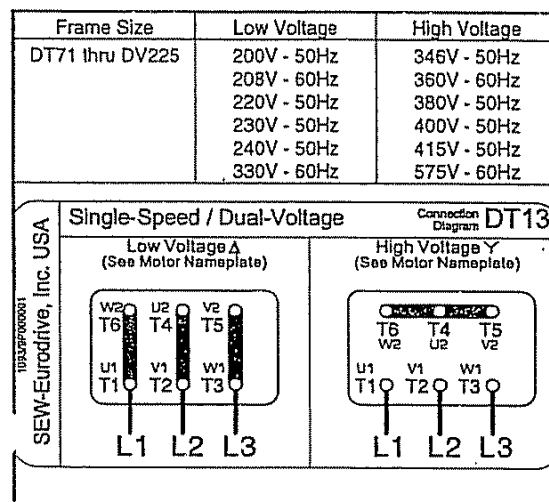 Frame Size Low Voltage High Voltage
DT71 thru DV225 200V - 50Hz 346V - 50Hz
208V - 60Hz 360V - 60Hz
220V - 50Hz 380V - 50Hz
230V - 50Hz 400V - 50Hz
240V - 50Hz 415V - 50Hz
330V - 60Hz 575V - 60Hz
SEW-Eurodrive, Inc. USA
Single-Speed / Dual-Voltage
Connection
Diagram DT13
Low Voltage Δ
(See Motor Nameplate)
W2 U2 V2
T6 T4 T5
U1 V1 W1
T1 T2 T3
L1 L2 L3
High Voltage Y
(See Motor Nameplate)
T6 T4 T5
W2 U2 V2
U1 V1 W1
T1 T2 T3
L1 L2 L3